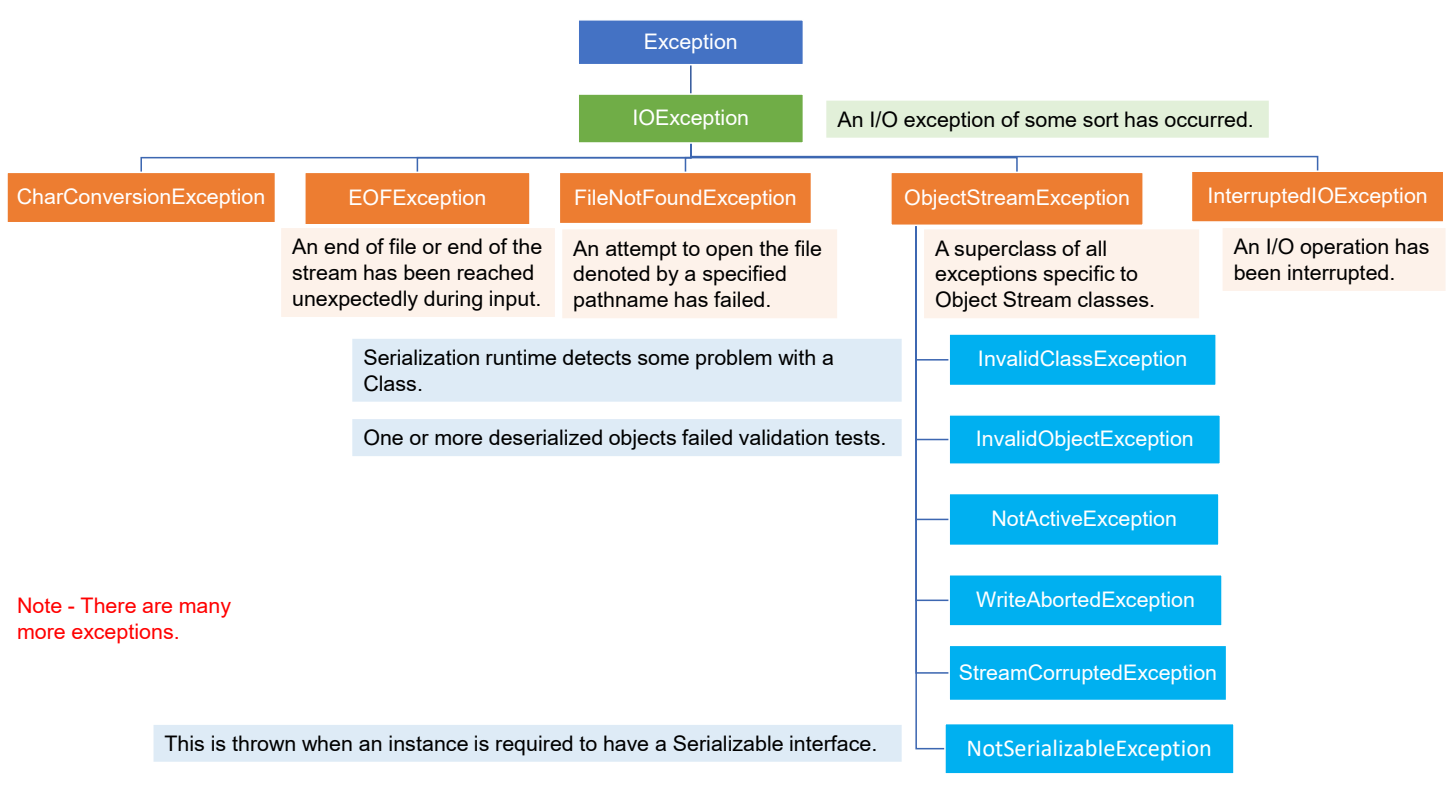 Exception
IOException
An I/O exception of some sort has occurred.
CharConversionException
EOFException
FileNotFoundException
ObjectStreamException
InterruptedIOException
An end of file or end of the
stream has been reached
unexpectedly during input.
An attempt to open the file
denoted by a specified
pathname has failed.
A superclass of all
exceptions specific to
Object Stream classes.
An I/O operation has
been interrupted.
Serialization runtime detects some problem with a
Class.
InvalidClassException
One or more deserialized objects failed validation tests.
InvalidObjectException
NotActiveException
Note - There are many
more exceptions.
WriteAbortedException
StreamCorruptedException
This is thrown when an instance is required to have a Serializable interface.
NotSerializableException